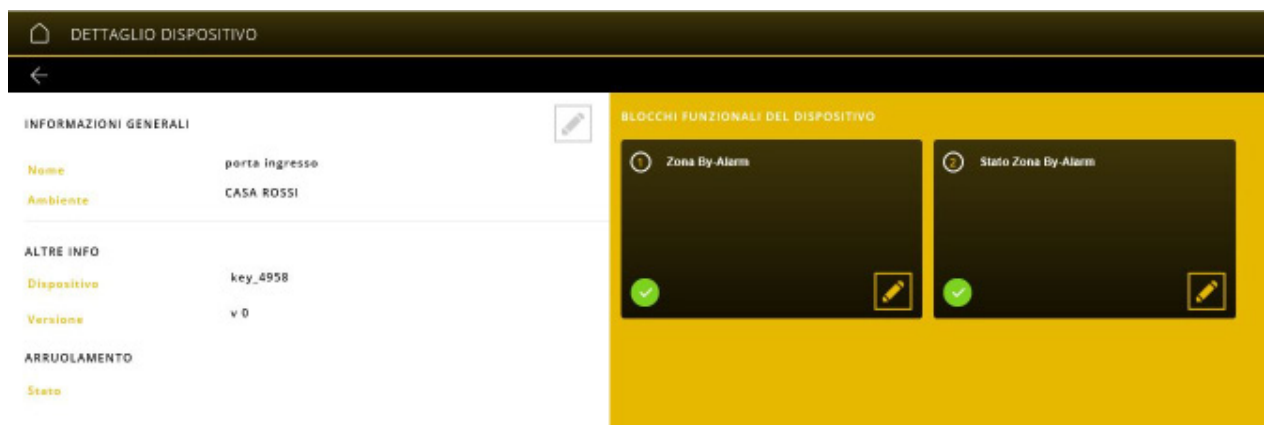 DETTAGLIO DISPOSITIVO
INFORMAZIONI GENERALI
Nome porta ingresso
Ambiente CASA ROSSI
ALTRE INFO
Dispositivo key_4958
Versione v 0
ARRUOLAMENTO
Stato
BLOCCHI FUNZIONALI DEL DISPOSITIVO
1 Zona By-Alarm
2 Stato Zona By-Alarm